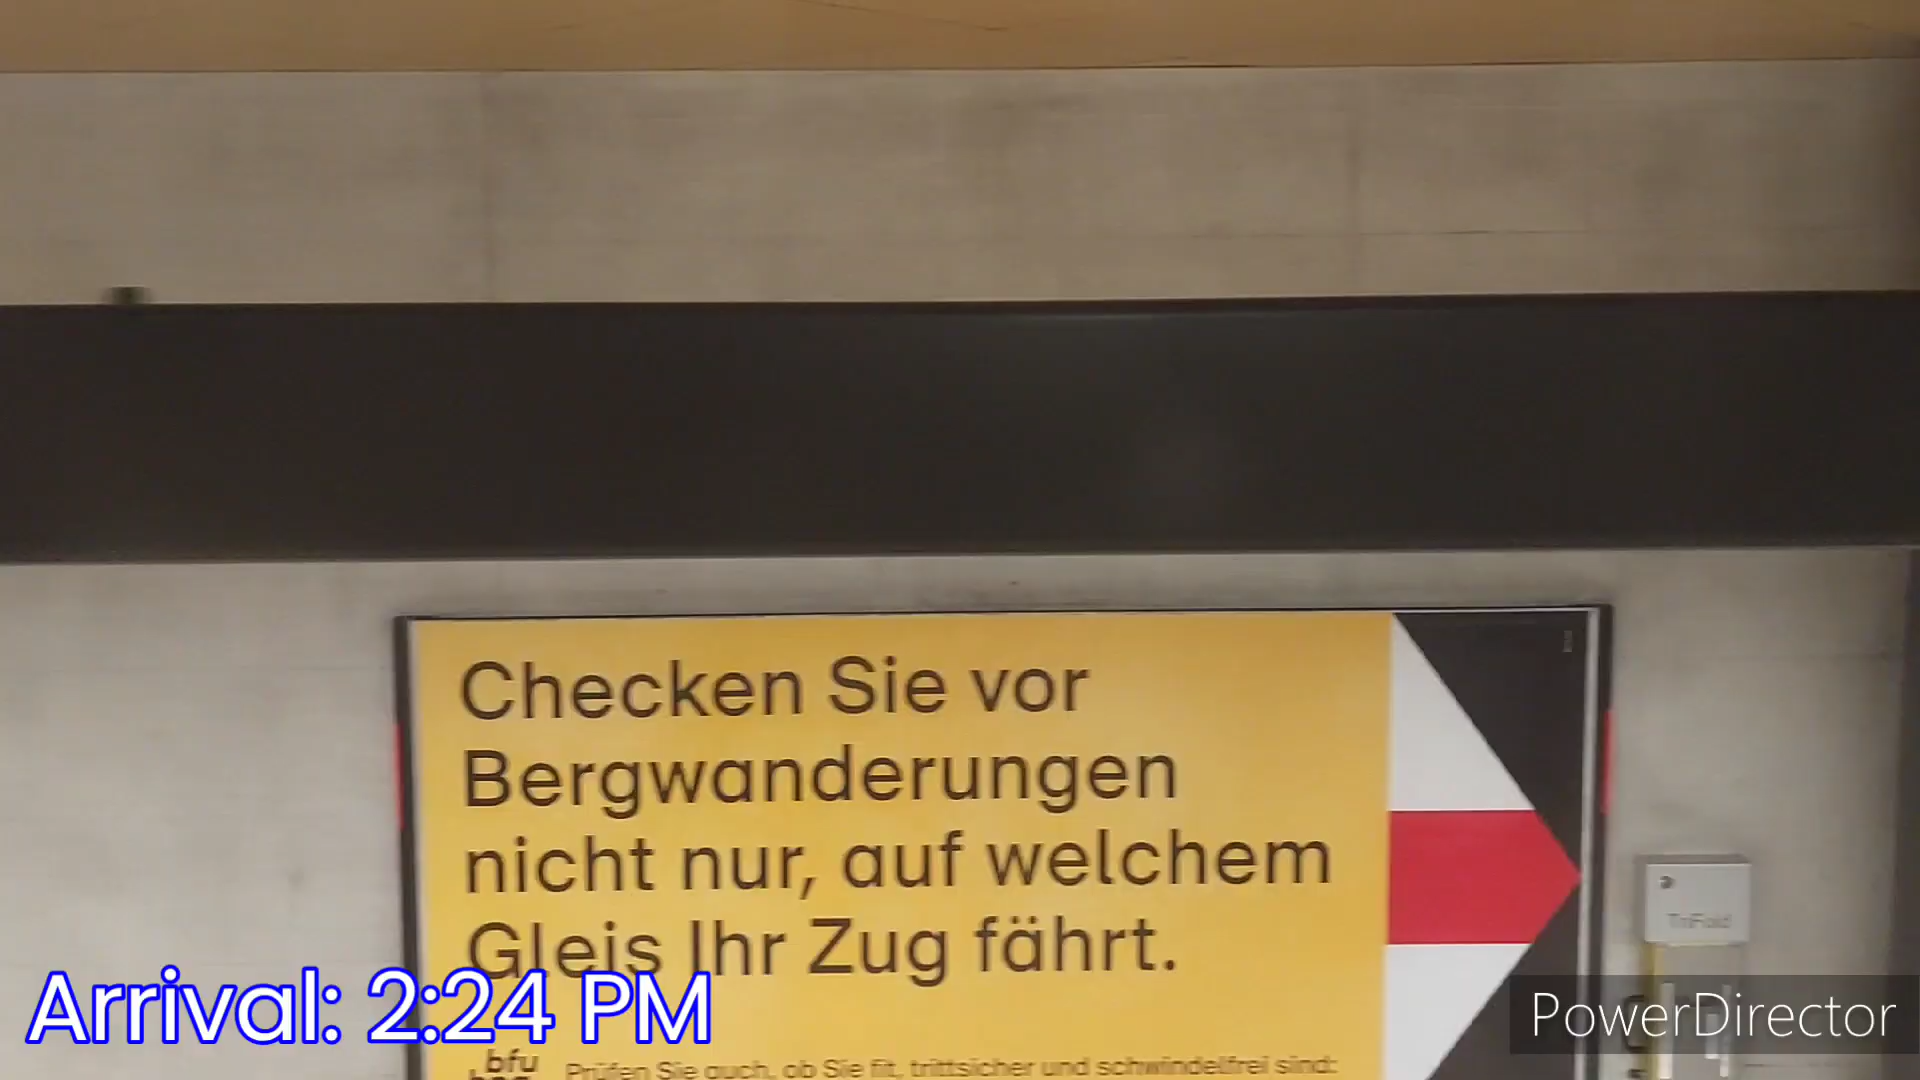 Checken Sie vor
Bergwanderungen
nicht nur, auf welchem
Gleis Ihr Zug fährt.
TriFold
Arrival: 2:24 PM
PowerDirector
bfu
Prüfen Sie auch, ob Sie fit, trittsicher und schwindelfrei sind: